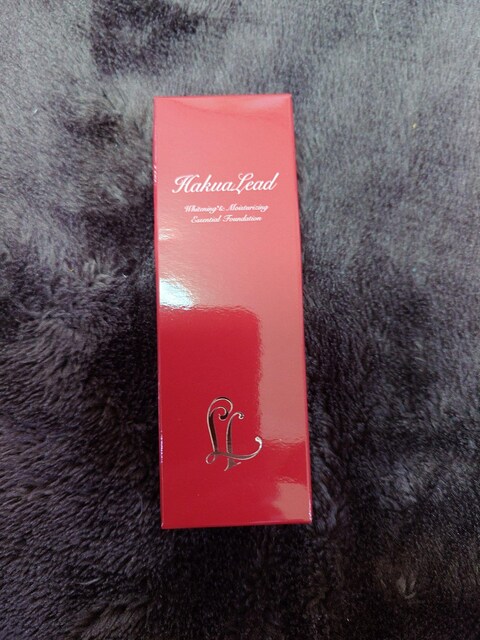 HakuaLead
Whitening & Moisturizing
Essential Foundation